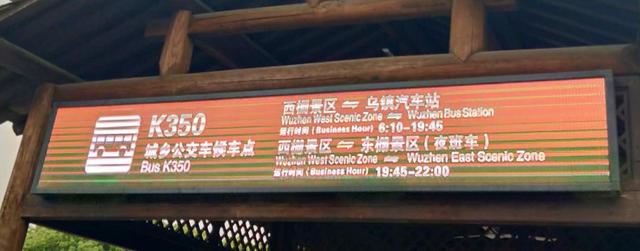 K350
城乡公交车候车点
Bus K350
西栅景区 ⇋ 乌镇汽车站
Wuzhen West Scenic Zone ⇋ Wuzhen Bus Station
运行时间 (Business Hour) 6:10-19:45
西栅景区 ⇋ 东栅景区 (夜班车)
Wuzhen West Scenic Zone ⇋ Wuzhen East Scenic Zone
运行时间 (Business Hour) 19:45-22:00